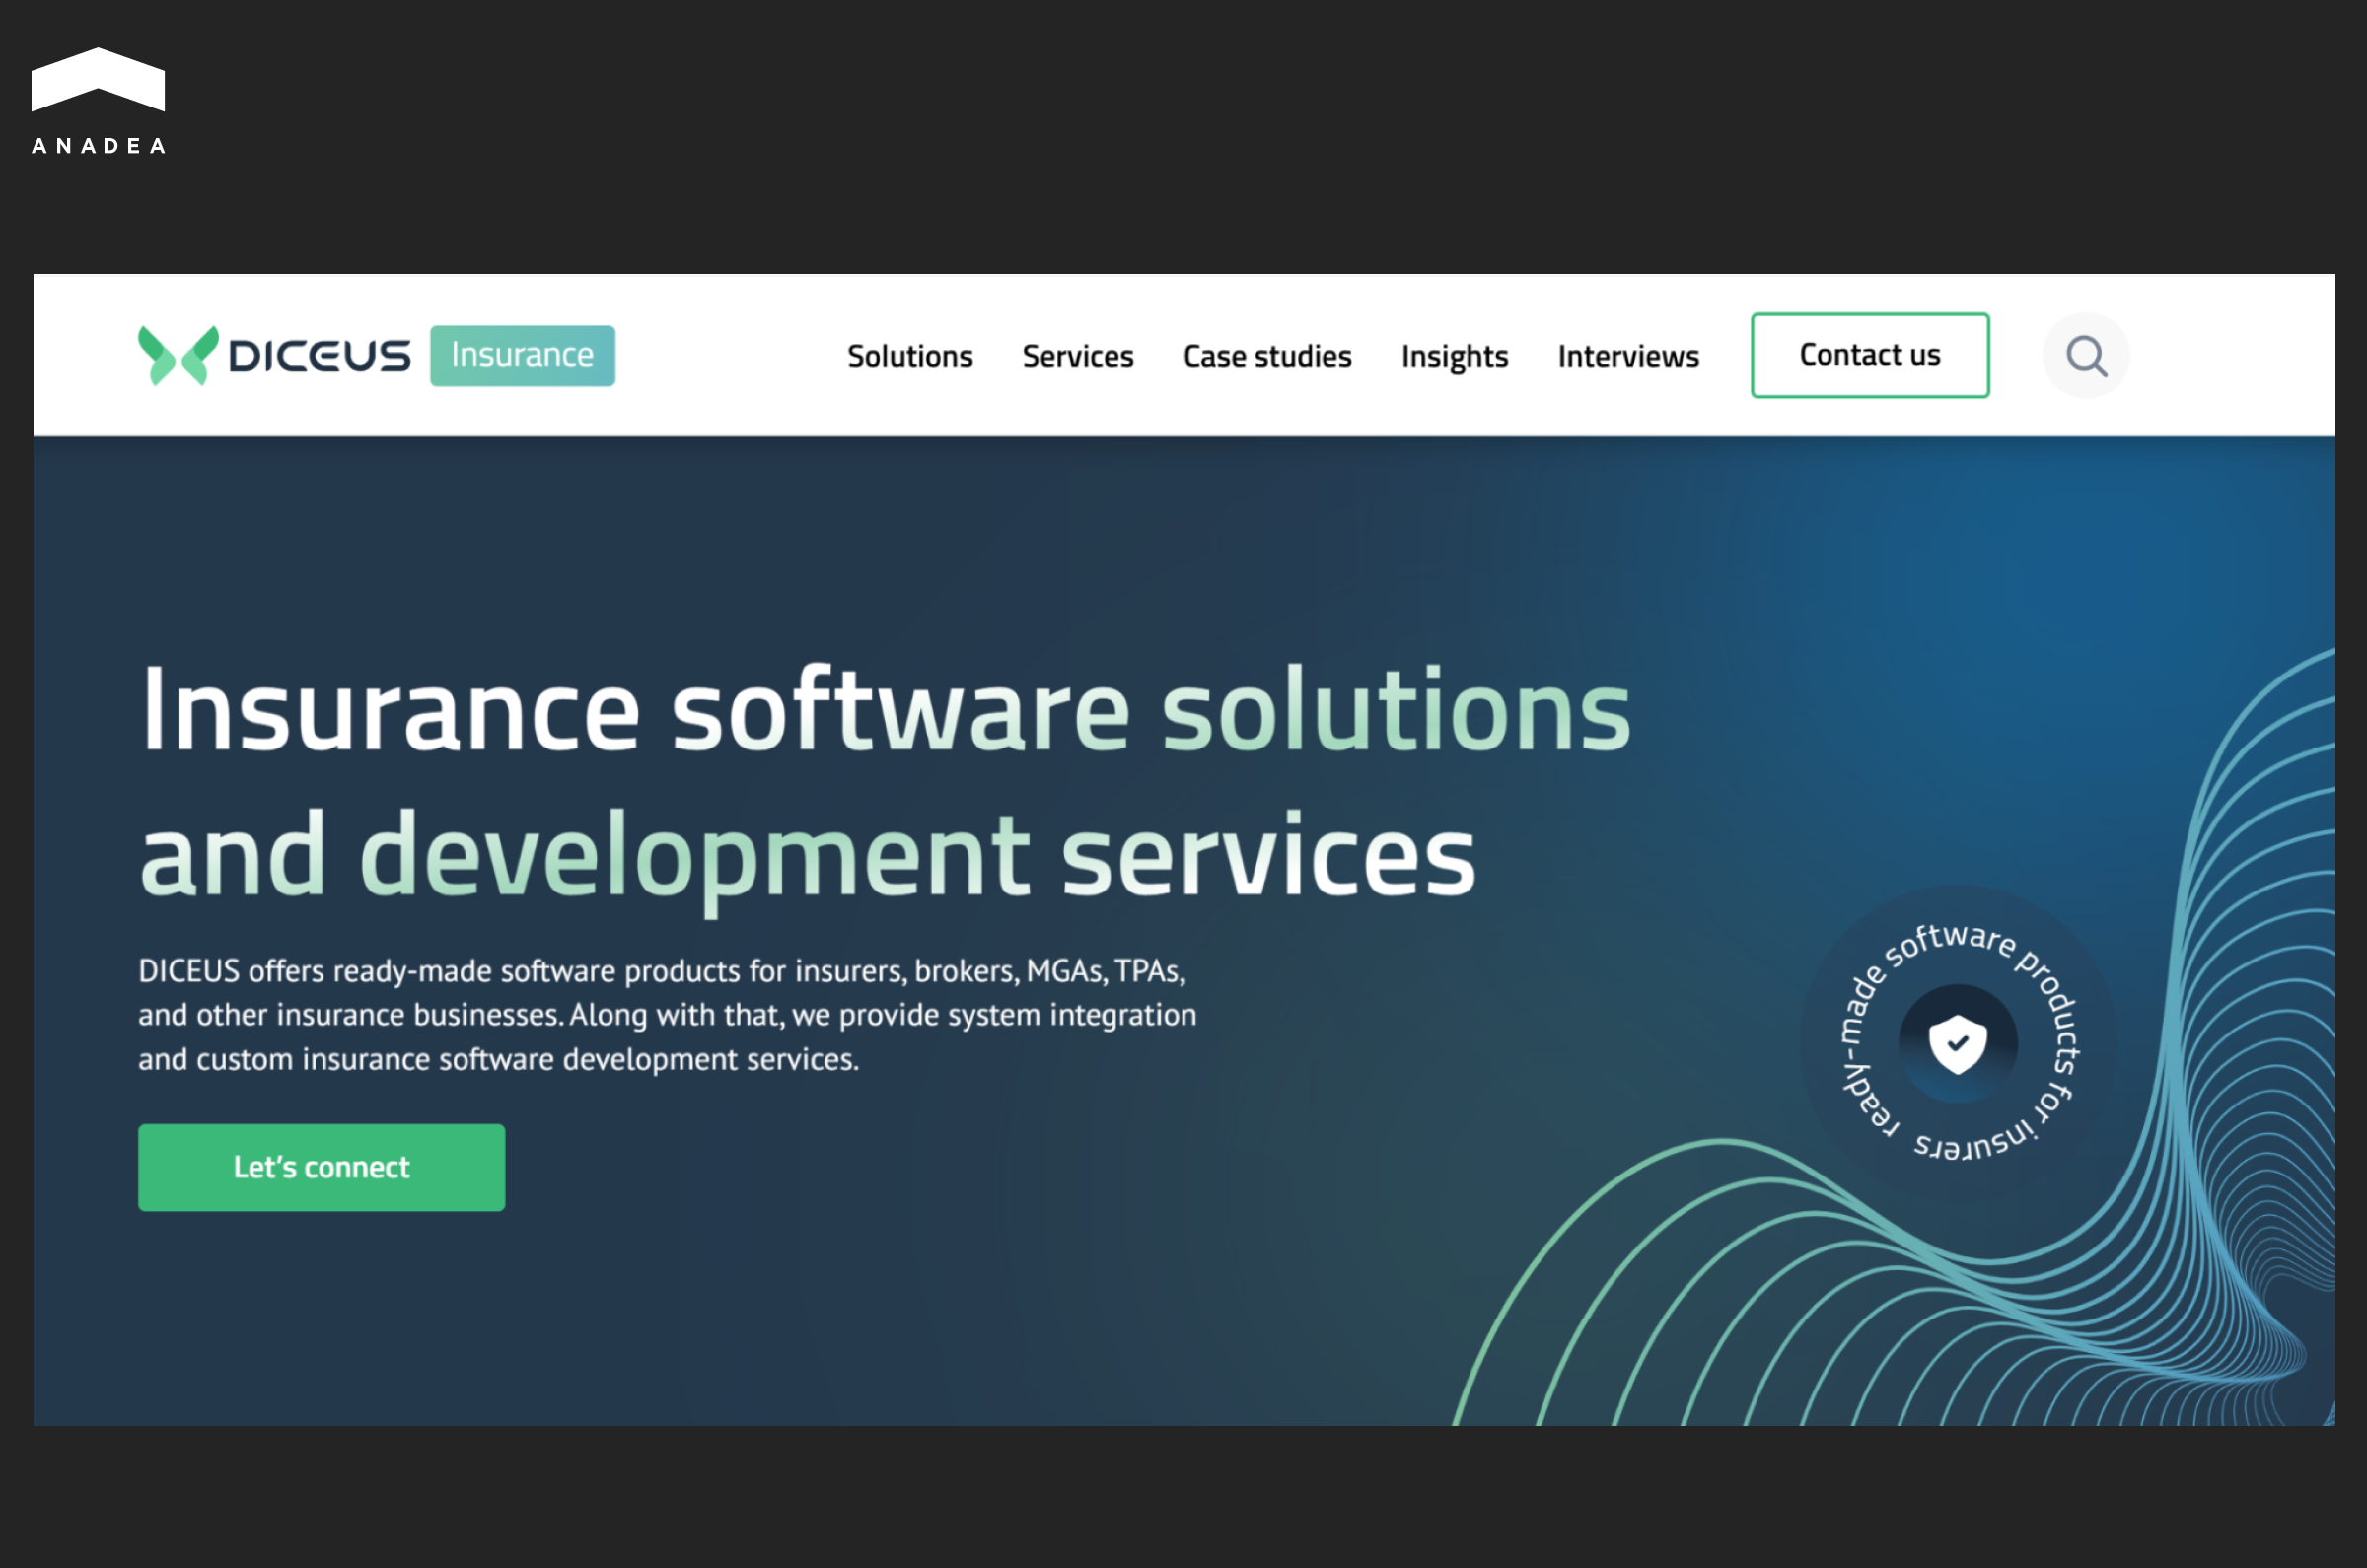 ANADEA
DICEUS Insurance
Solutions Services Case studies Insights Interviews Contact us
Insurance software solutions
and development services
DICEUS offers ready-made software products for insurers, brokers, MGAs, TPAs,
and other insurance businesses. Along with that, we provide system integration
and custom insurance software development services.
Let’s connect
ready-made software products for insurers